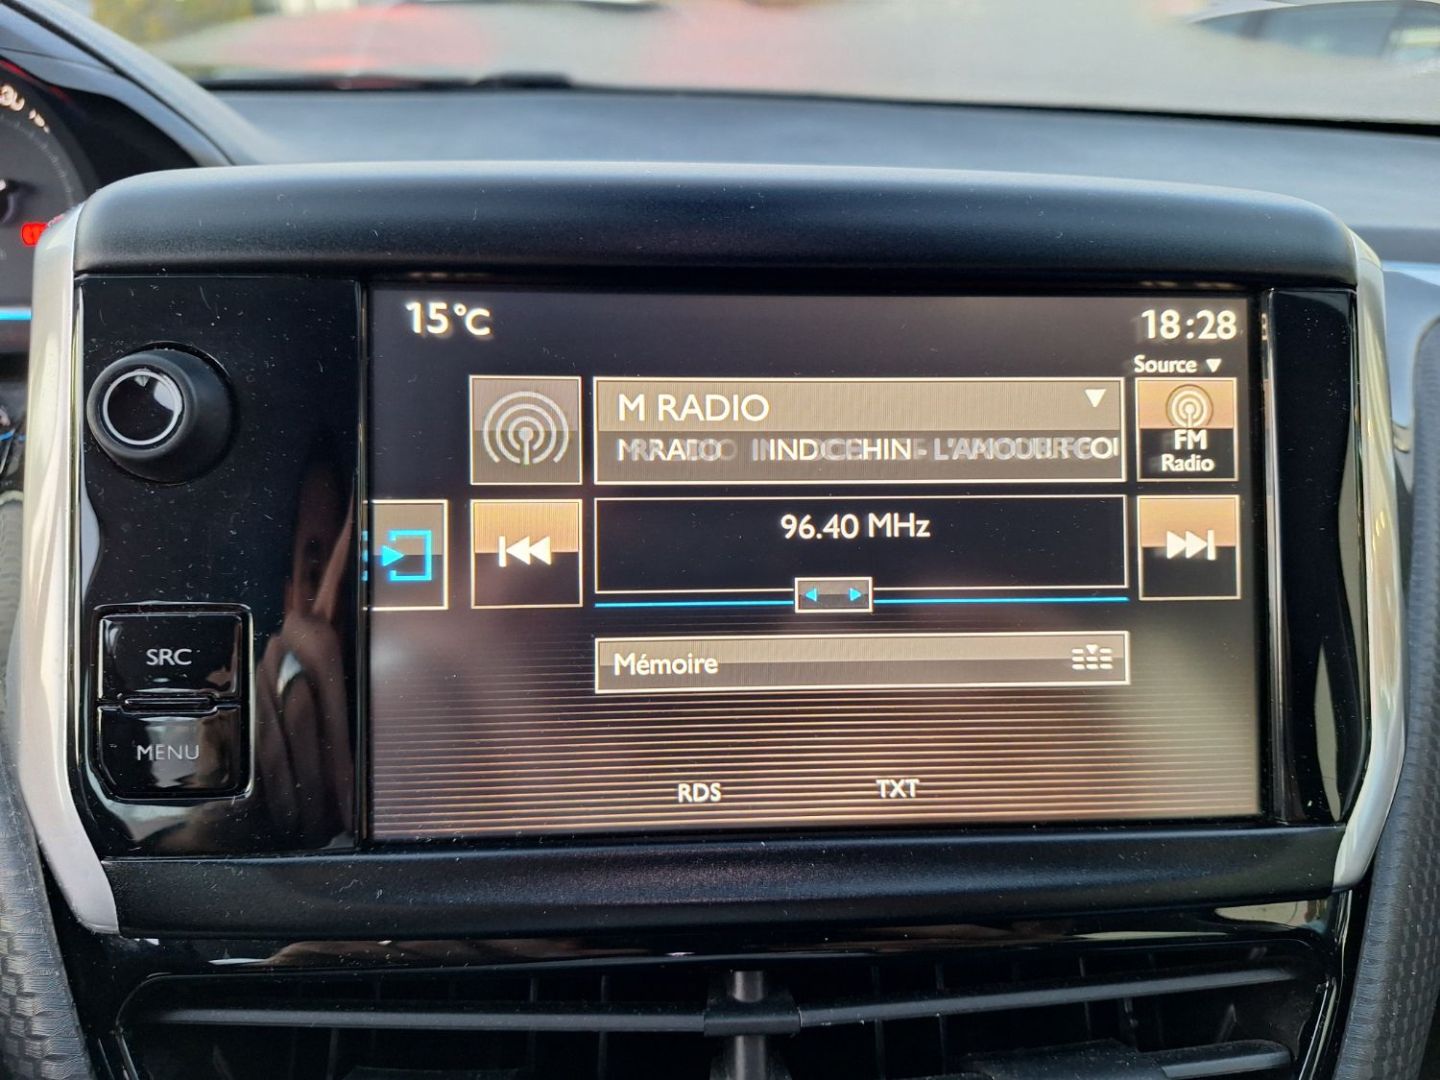 15°C
18:28
Source
M RADIO
FM
Radio
96.40 MHz
SRC
Mémoire
MENU
RDS
TXT